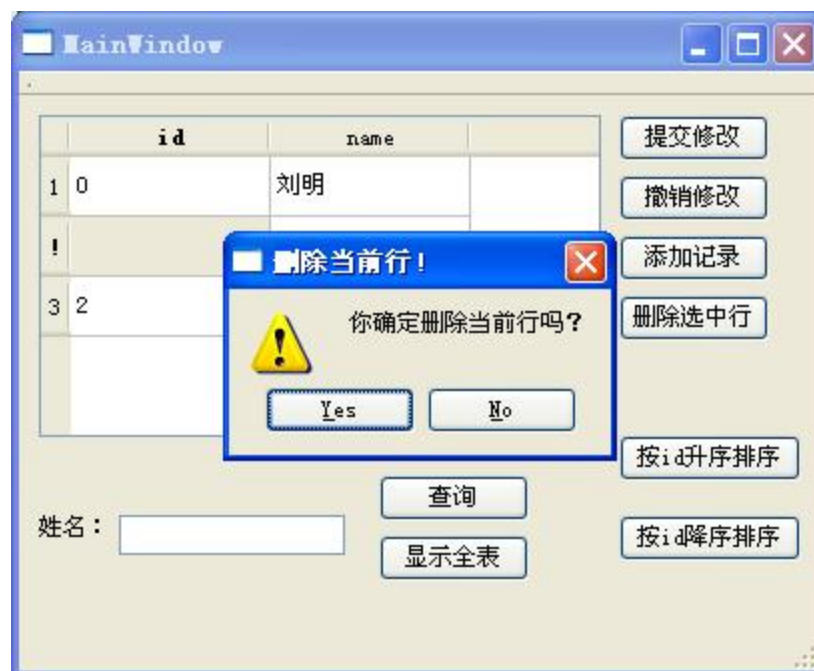 MainWindow
id name
提交修改
1 0 刘明
撤销修改
!
添加记录
删除当前行!
3 2
删除选中行
你确定删除当前行吗?
Yes No
按id升序排序
查询
姓名:
按id降序排序
显示全表